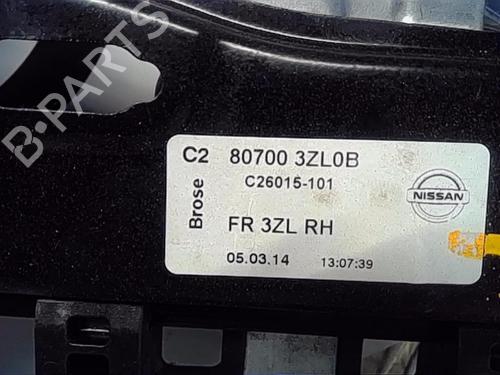 B-PARTS
C2 80700 3ZL0B
C26015-101
Brose
NISSAN
FR 3ZL RH
05.03.14 13:07:39